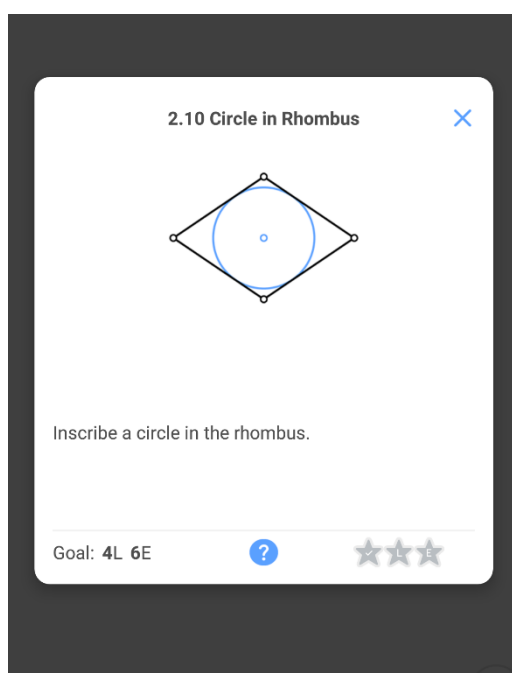 2.10 Circle in Rhombus
Inscribe a circle in the rhombus.
Goal: 4L 6E
?
L E